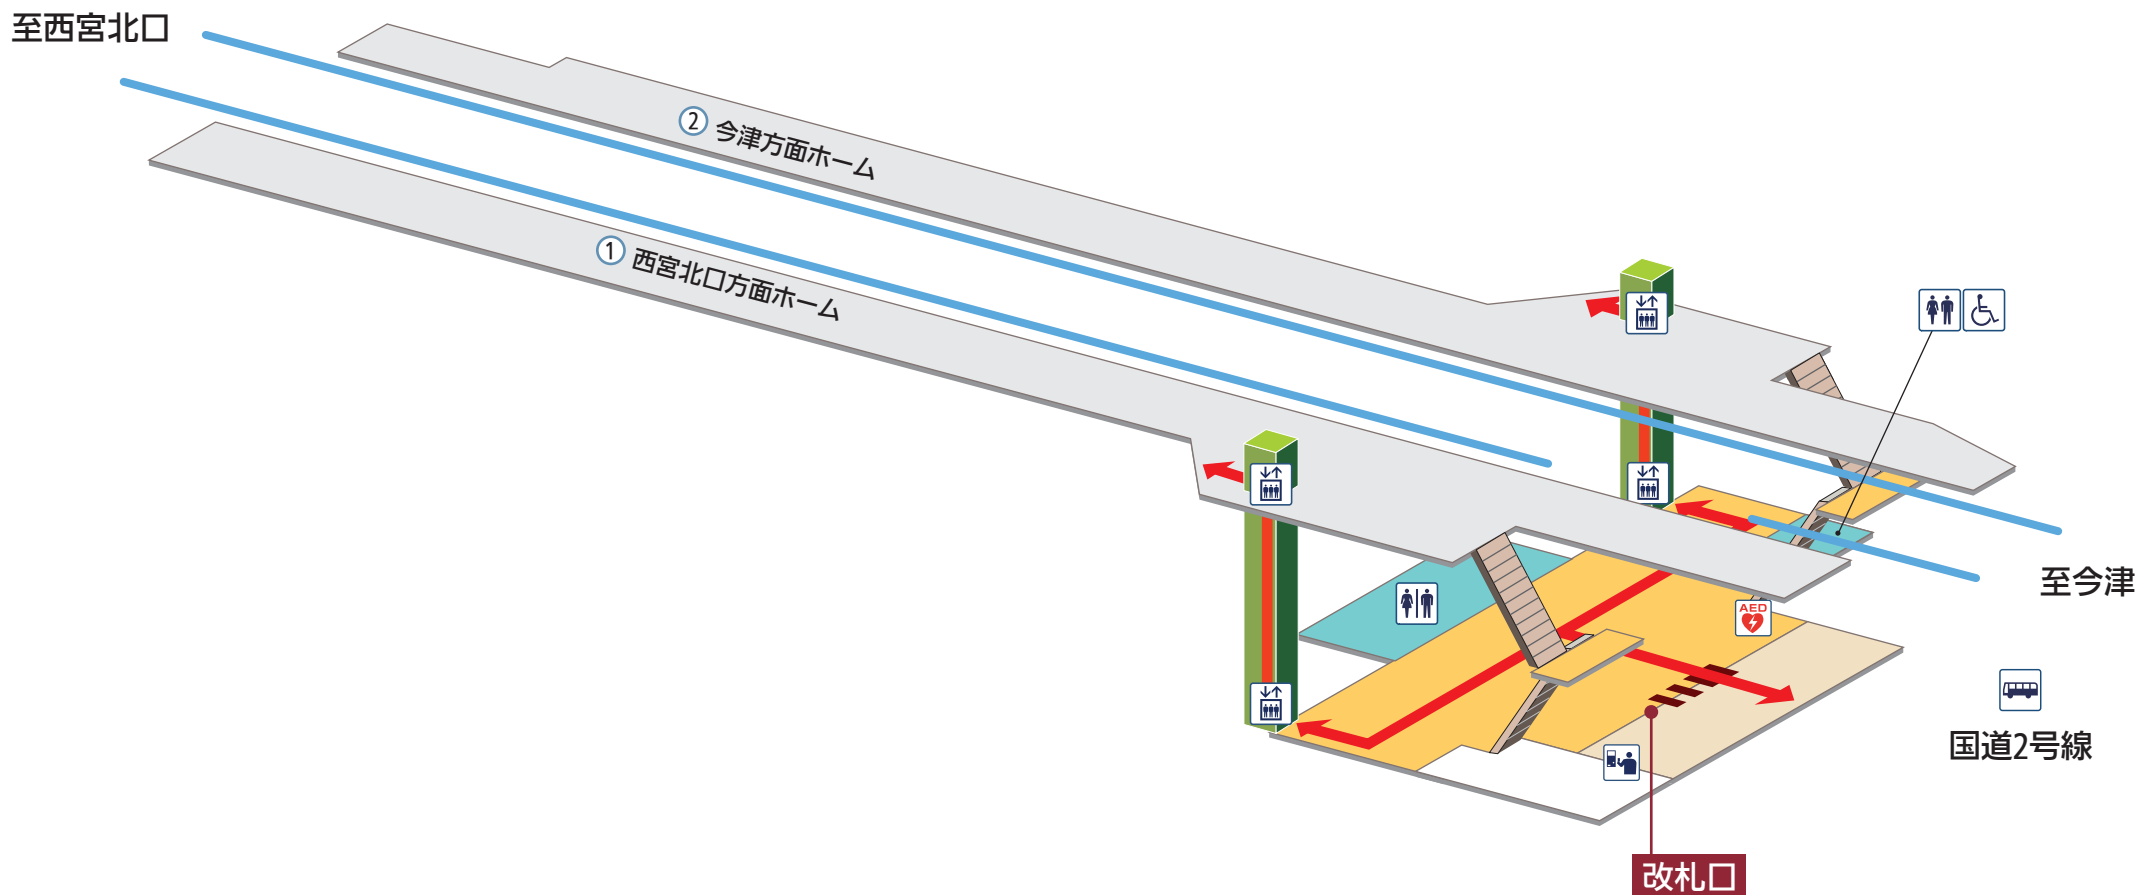 至西宮北口
② 今津方面ホーム
① 西宮北口方面ホーム
至今津
AED
国道2号線
改札口